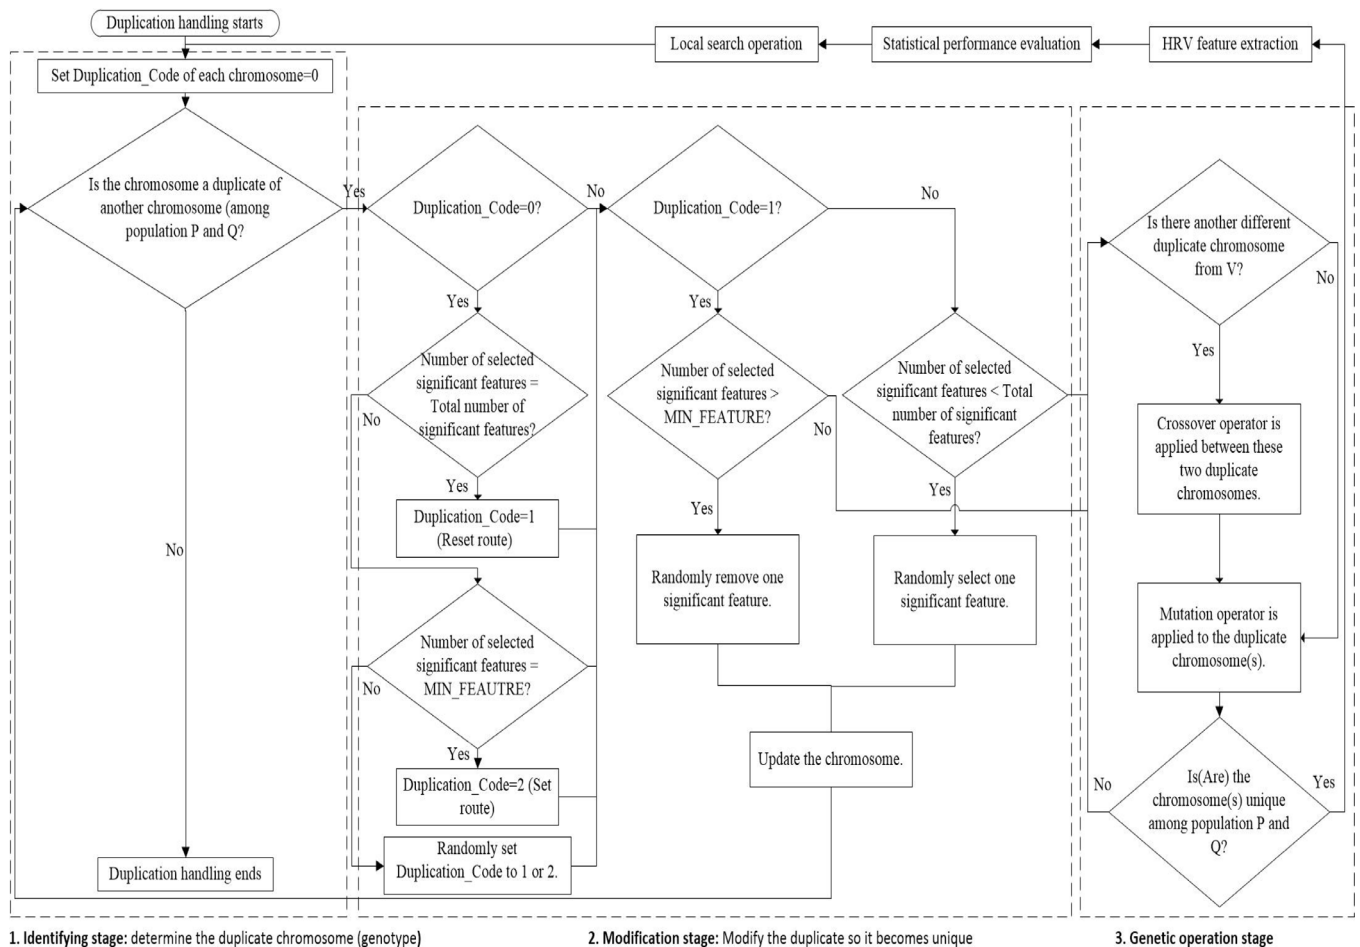 Duplication handling starts
Local search operation
Statistical performance evaluation
HRV feature extraction
Set Duplication_Code of each chromosome=0
Is the chromosome a duplicate of
another chromosome (among
population P and Q?
Yes
No
Duplication handling ends
Duplication_Code=0?
No
Yes
Number of selected
significant features =
Total number of
significant features?
No
Yes
Duplication_Code=1
(Reset route)
Number of selected
significant features =
MIN_FEAUTRE?
No
Yes
Duplication_Code=2 (Set
route)
Randomly set
Duplication_Code to 1 or 2.
Duplication_Code=1?
No
Yes
Number of selected
significant features >
MIN_FEATURE?
No
Yes
Randomly remove one
significant feature.
Number of selected
significant features < Total
number of significant
features?
Yes
Randomly select one
significant feature.
Update the chromosome.
Is there another different
duplicate chromosome
from V?
No
Yes
Crossover operator is
applied between these
two duplicate
chromosomes.
Mutation operator is
applied to the duplicate
chromosome(s).
Is(Are) the
chromosome(s) unique
among population P and
Q?
No
Yes
1. Identifying stage: determine the duplicate chromosome (genotype)
2. Modification stage: Modify the duplicate so it becomes unique
3. Genetic operation stage